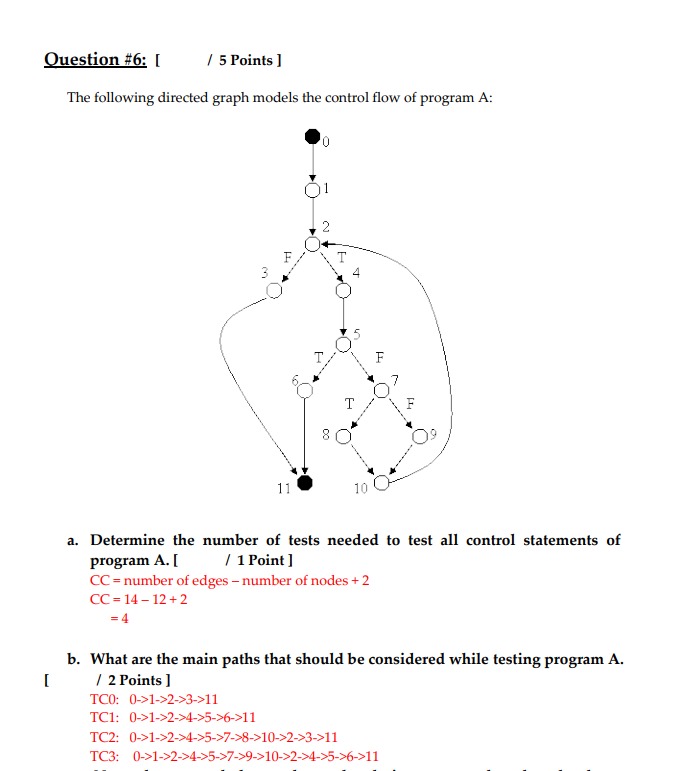 Question #6: [ / 5 Points ]
The following directed graph models the control flow of program A:
0
1
2
F T
3 4
5
T F
6 7
T F
8 9
11 10
a. Determine the number of tests needed to test all control statements of
program A. [ / 1 Point ]
CC = number of edges – number of nodes + 2
CC = 14 – 12 + 2
= 4
b. What are the main paths that should be considered while testing program A.
[ / 2 Points ]
TC0: 0->1->2->3->11
TC1: 0->1->2->4->5->6->11
TC2: 0->1->2->4->5->7->8->10->2->3->11
TC3: 0->1->2->4->5->7->9->10->2->4->5->6->11